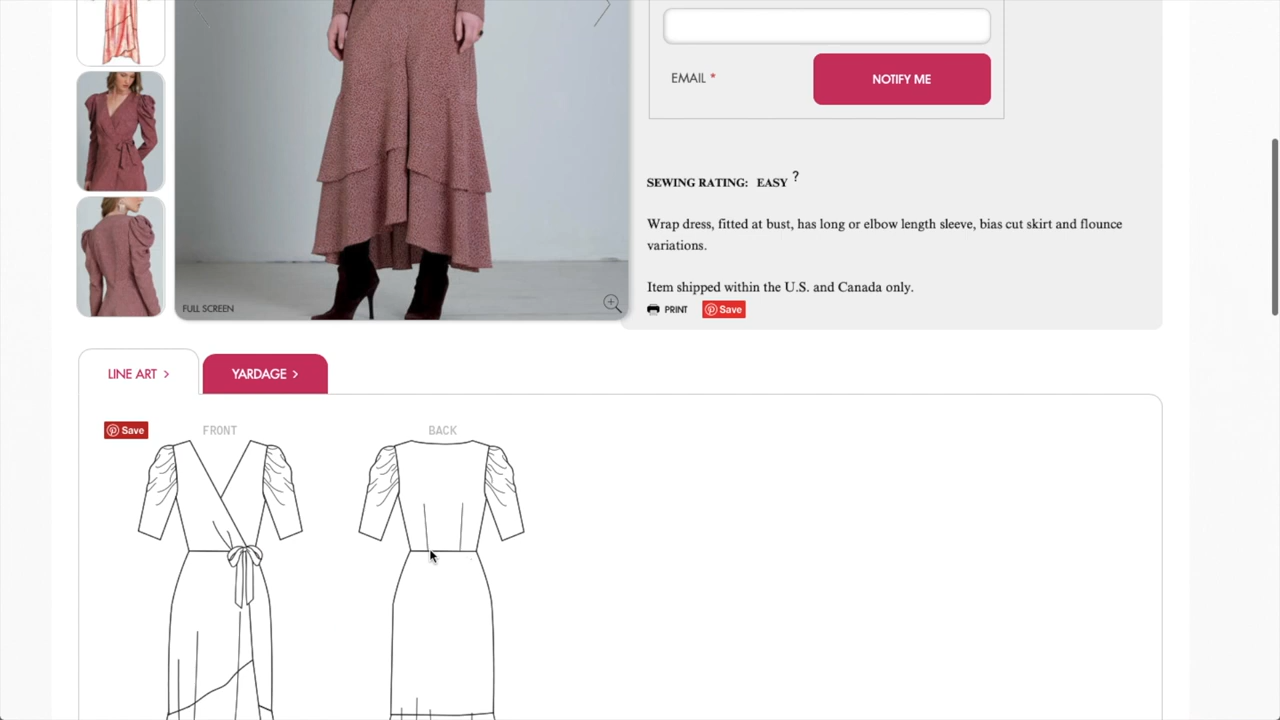 EMAIL *
NOTIFY ME
SEWING RATING: EASY ?
Wrap dress, fitted at bust, has long or elbow length sleeve, bias cut skirt and flounce
variations.
Item shipped within the U.S. and Canada only.
FULL SCREEN
PRINT
Save
LINE ART >
YARDAGE >
Save
FRONT
BACK